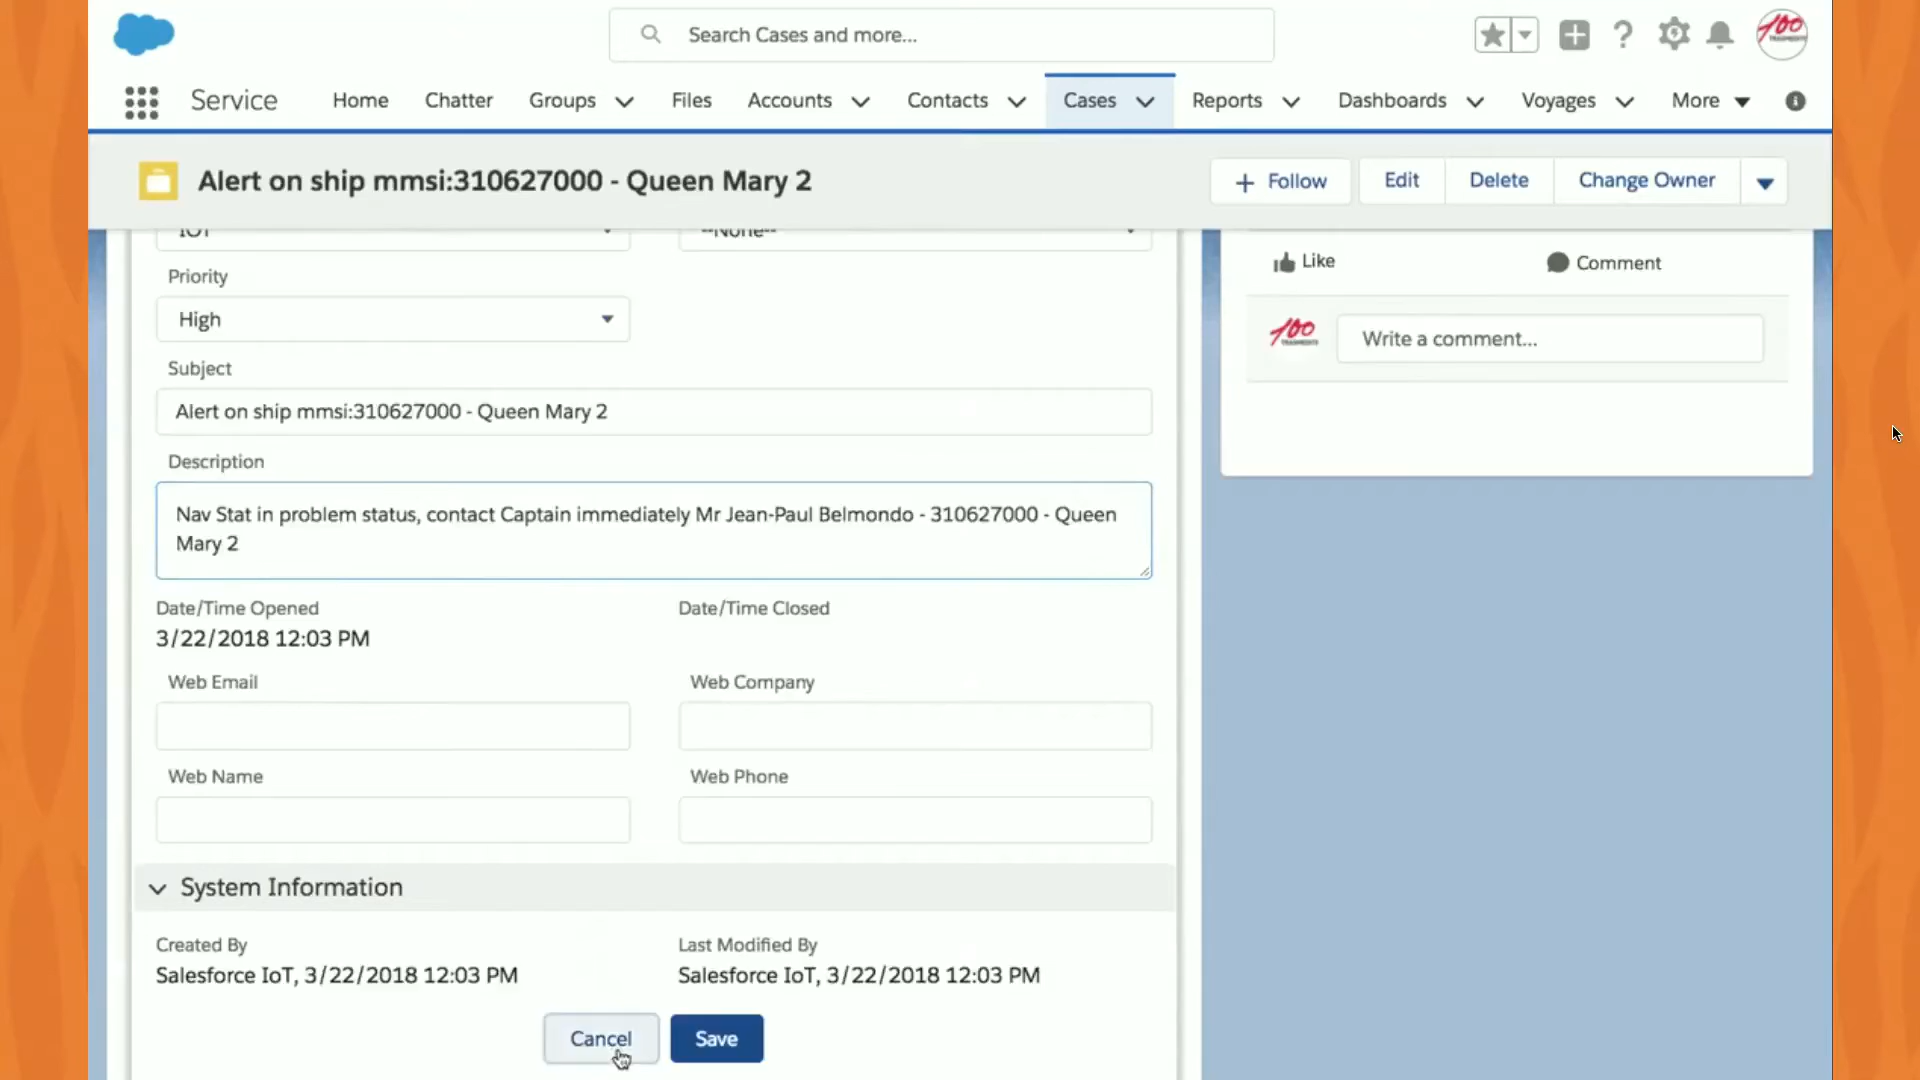 Search Cases and more...
Service
Home
Chatter
Groups
Files
Accounts
Contacts
Cases
Reports
Dashboards
Voyages
More
Alert on ship mmsi:310627000 - Queen Mary 2
Follow
Edit
Delete
Change Owner
IOT
--None--
Priority
High
Subject
Alert on ship mmsi:310627000 - Queen Mary 2
Description
Nav Stat in problem status, contact Captain immediately Mr Jean-Paul Belmondo - 310627000 - Queen
Mary 2
Date/Time Opened
3/22/2018 12:03 PM
Date/Time Closed
Web Email
Web Company
Web Name
Web Phone
System Information
Created By
Salesforce IoT, 3/22/2018 12:03 PM
Last Modified By
Salesforce IoT, 3/22/2018 12:03 PM
Cancel
Save
Like
Comment
Write a comment...